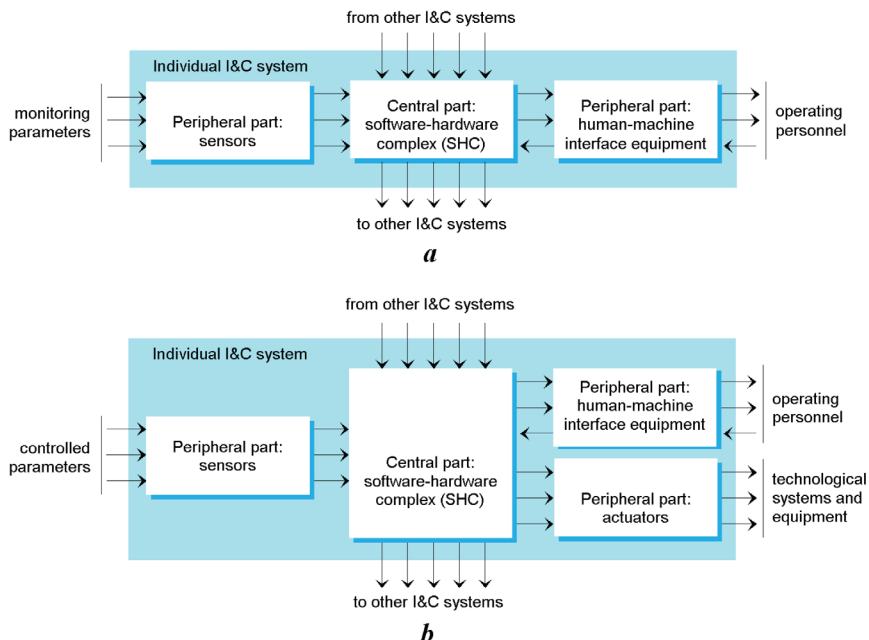 from other I&C systems
Individual I&C system
monitoring
parameters
Peripheral part:
sensors
Central part:
software-hardware
complex (SHC)
Peripheral part:
human-machine
interface equipment
operating
personnel
to other I&C systems
a
from other I&C systems
Individual I&C system
controlled
parameters
Peripheral part:
sensors
Central part:
software-hardware
complex (SHC)
Peripheral part:
human-machine
interface equipment
operating
personnel
Peripheral part:
actuators
technological
systems and
equipment
to other I&C systems
b